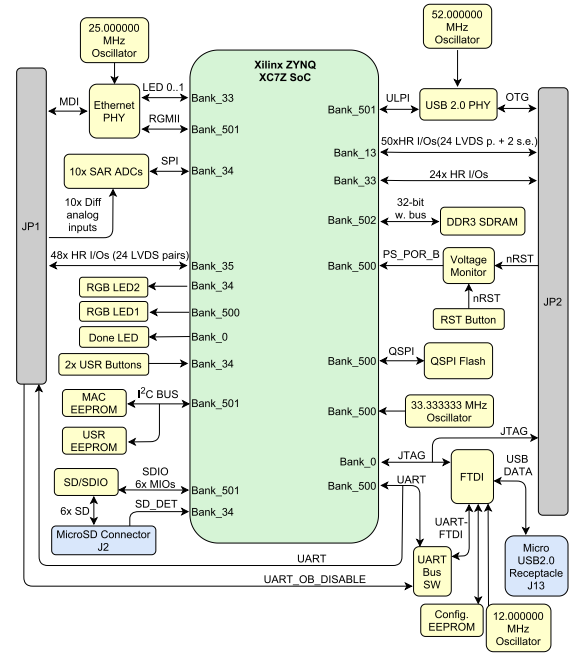 25.000000
MHz
Oscillator
52.000000
MHz
Oscillator
Xilinx ZYNQ
XC7Z SoC
MDI
Ethernet
PHY
LED 0..1
Bank_33
RGMII
Bank_501
Bank_501
ULPI
USB 2.0 PHY
OTG
10x SAR ADCs
SPI
Bank_34
10x Diff
analog
inputs
Bank_13
50xHR I/Os(24 LVDS p. + 2 s.e.)
Bank_33
24x HR I/Os
Bank_502
32-bit
w. bus
DDR3 SDRAM
JP1
JP2
48x HR I/Os (24 LVDS pairs)
Bank_35
Bank_500
PS_POR_B
Voltage
Monitor
nRST
nRST
RST Button
RGB LED2
Bank_34
RGB LED1
Bank_500
Done LED
Bank_0
2x USR Buttons
Bank_34
Bank_500
QSPI
QSPI Flash
MAC
EEPROM
I²C BUS
Bank_501
USR
EEPROM
Bank_500
33.333333 MHz
Oscillator
JTAG
Bank_0
JTAG
FTDI
USB
DATA
SD/SDIO
SDIO
6x MIOs
Bank_501
Bank_500
UART
6x SD
SD_DET
Bank_34
MicroSD Connector
J2
UART-
FTDI
UART
UART_OB_DISABLE
UART
Bus
SW
Micro
USB2.0
Receptacle
J13
Config.
EEPROM
12.000000
MHz
Oscillator